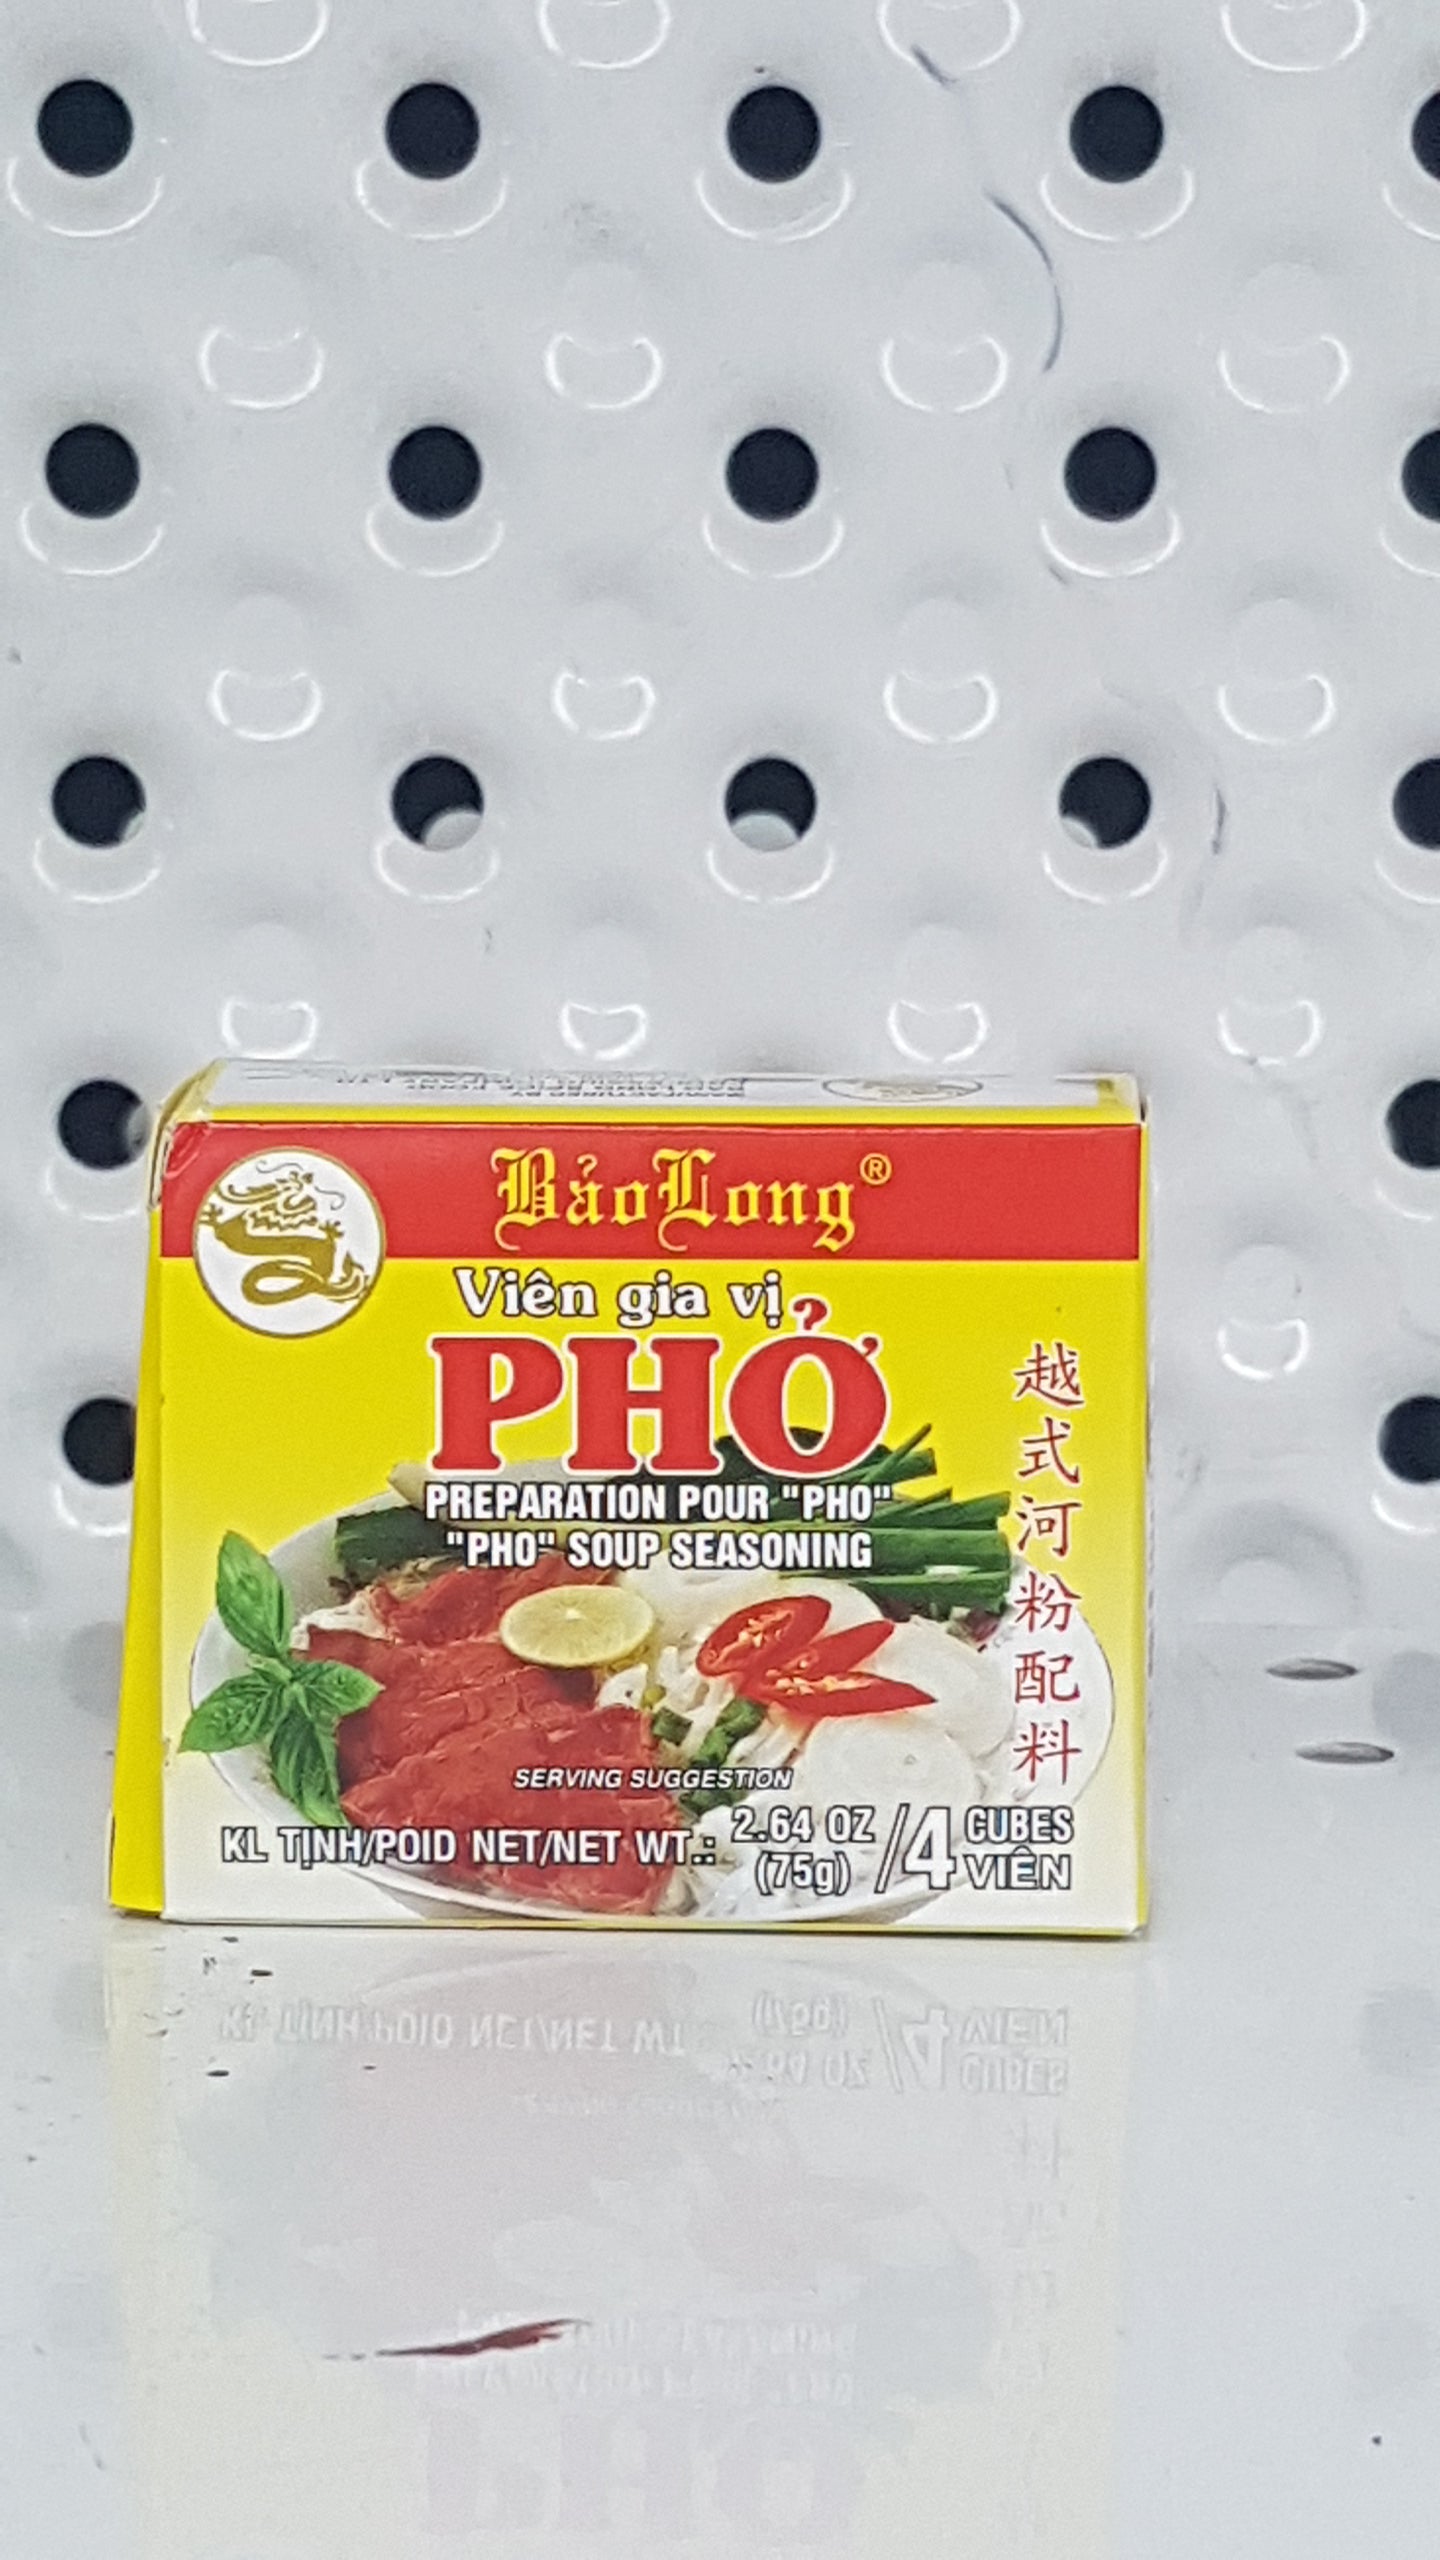 BảoLong®
Viên gia vị
PHỞ
PREPARATION POUR "PHO"
"PHO" SOUP SEASONING
越式河粉配料
SERVING SUGGESTION
KL TỊNH/POID NET/NET WT.: 2.64 OZ (75g) /4 CUBES VIÊN